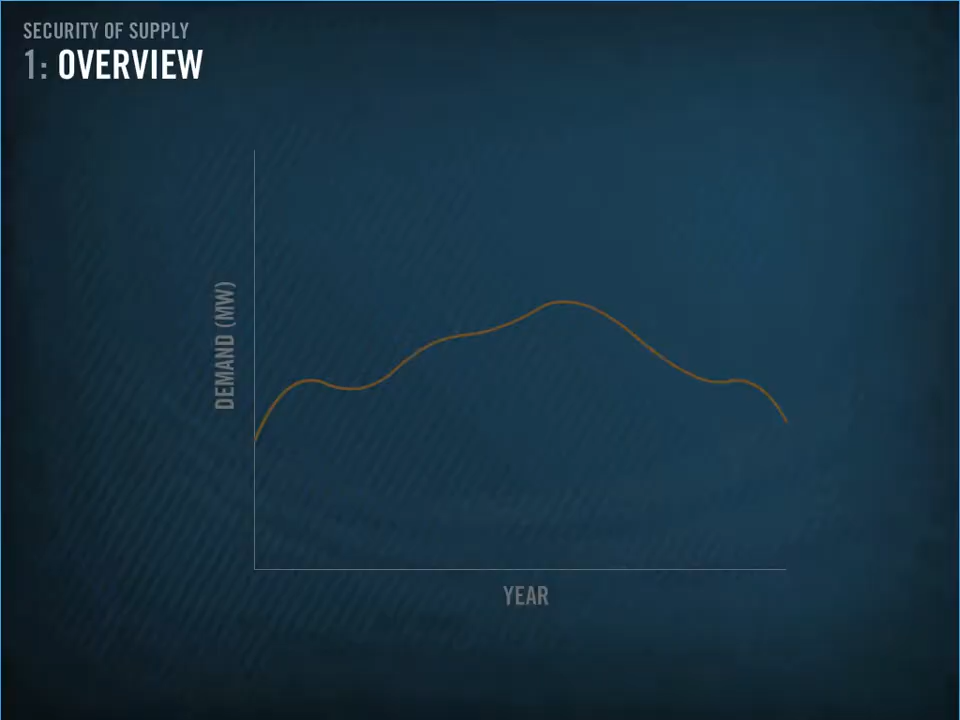 SECURITY OF SUPPLY
1: OVERVIEW
DEMAND (MW)
YEAR